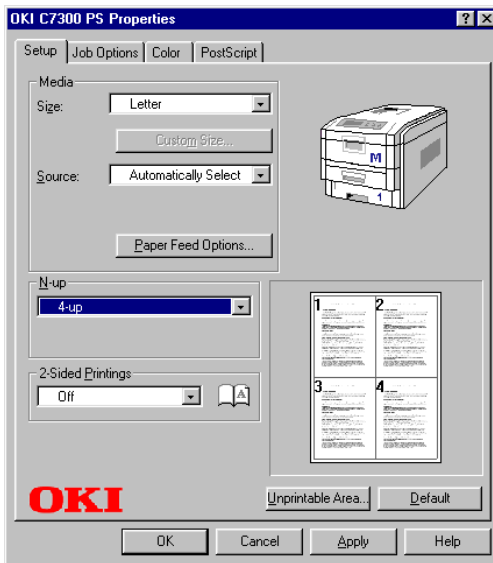 OKI C7300 PS Properties
Setup Job Options Color PostScript
Media
Size: Letter
Custom Size...
Source: Automatically Select
Paper Feed Options...
M
1
N-up
4-up
1 2
3 4
2-Sided Printings
Off
A
OKI
Unprintable Area... Default
OK Cancel Apply Help